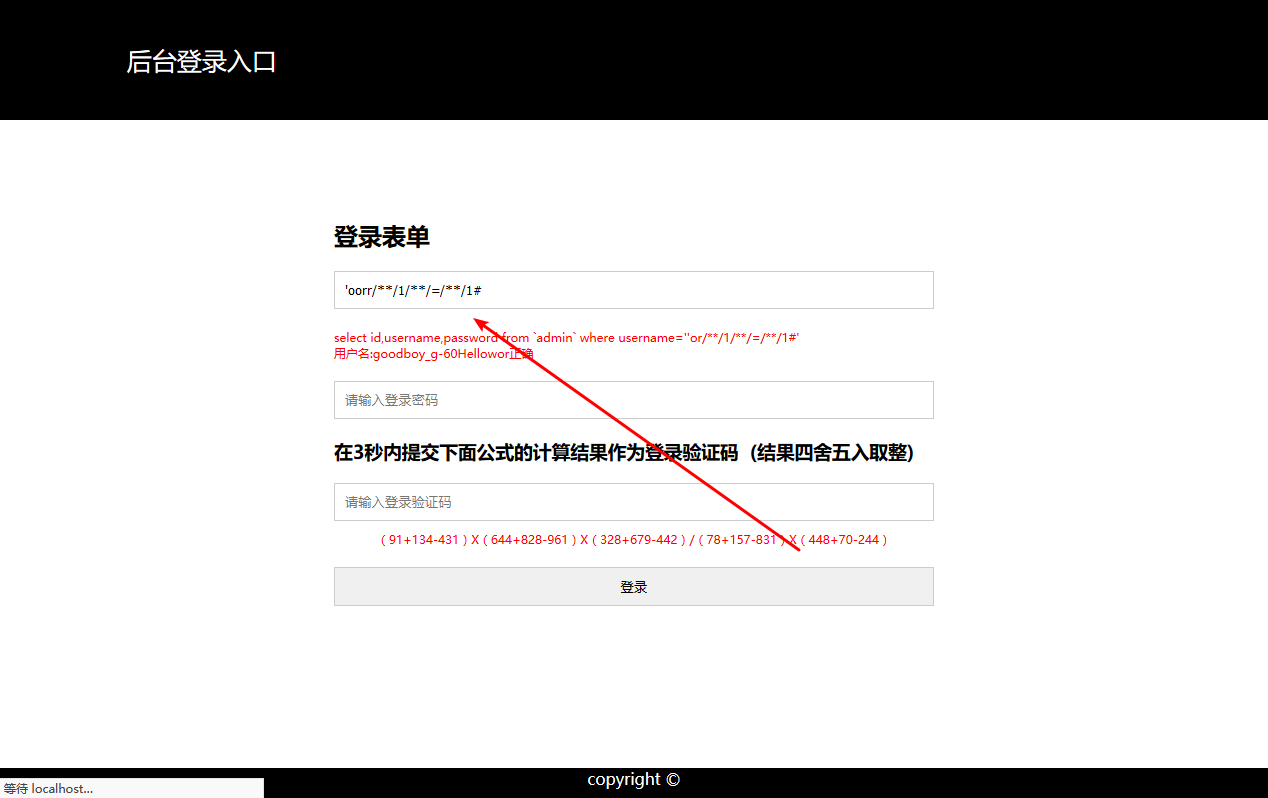 后台登录入口
登录表单
'oorr/**/1/**/=/**/1#
select id,username,password from `admin` where username=''or/**/1/**/=/**/1#'
用户名:goodboy_g-60Hellowor正确
请输入登录密码
在3秒内提交下面公式的计算结果作为登录验证码（结果四舍五入取整）
请输入登录验证码
( 91+134-431 ) X ( 644+828-961 ) X ( 328+679-442 ) / ( 78+157-831 ) X ( 448+70-244 )
登录
copyright ©
等待 localhost...